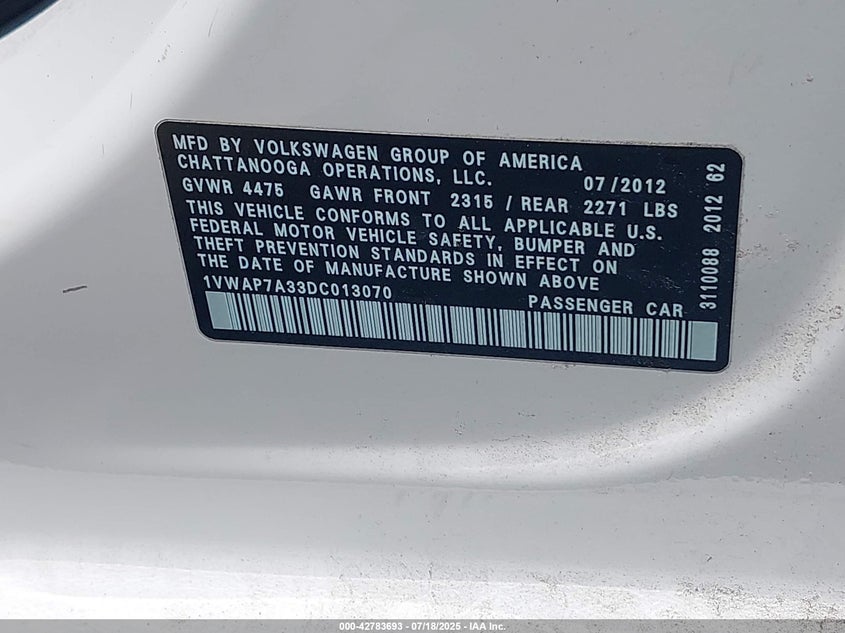 MFD BY VOLKSWAGEN GROUP OF AMERICA
CHATTANOOGA OPERATIONS, LLC. 07/2012
GVWR 4475 GAWR FRONT 2315 / REAR 2271 LBS
THIS VEHICLE CONFORMS TO ALL APPLICABLE U.S.
FEDERAL MOTOR VEHICLE SAFETY, BUMPER AND
THEFT PREVENTION STANDARDS IN EFFECT ON
THE DATE OF MANUFACTURE SHOWN ABOVE
1VWAP7A33DC013070 PASSENGER CAR
3110088 2012 62
000-42783693 - 07/18/2025 - IAA Inc.